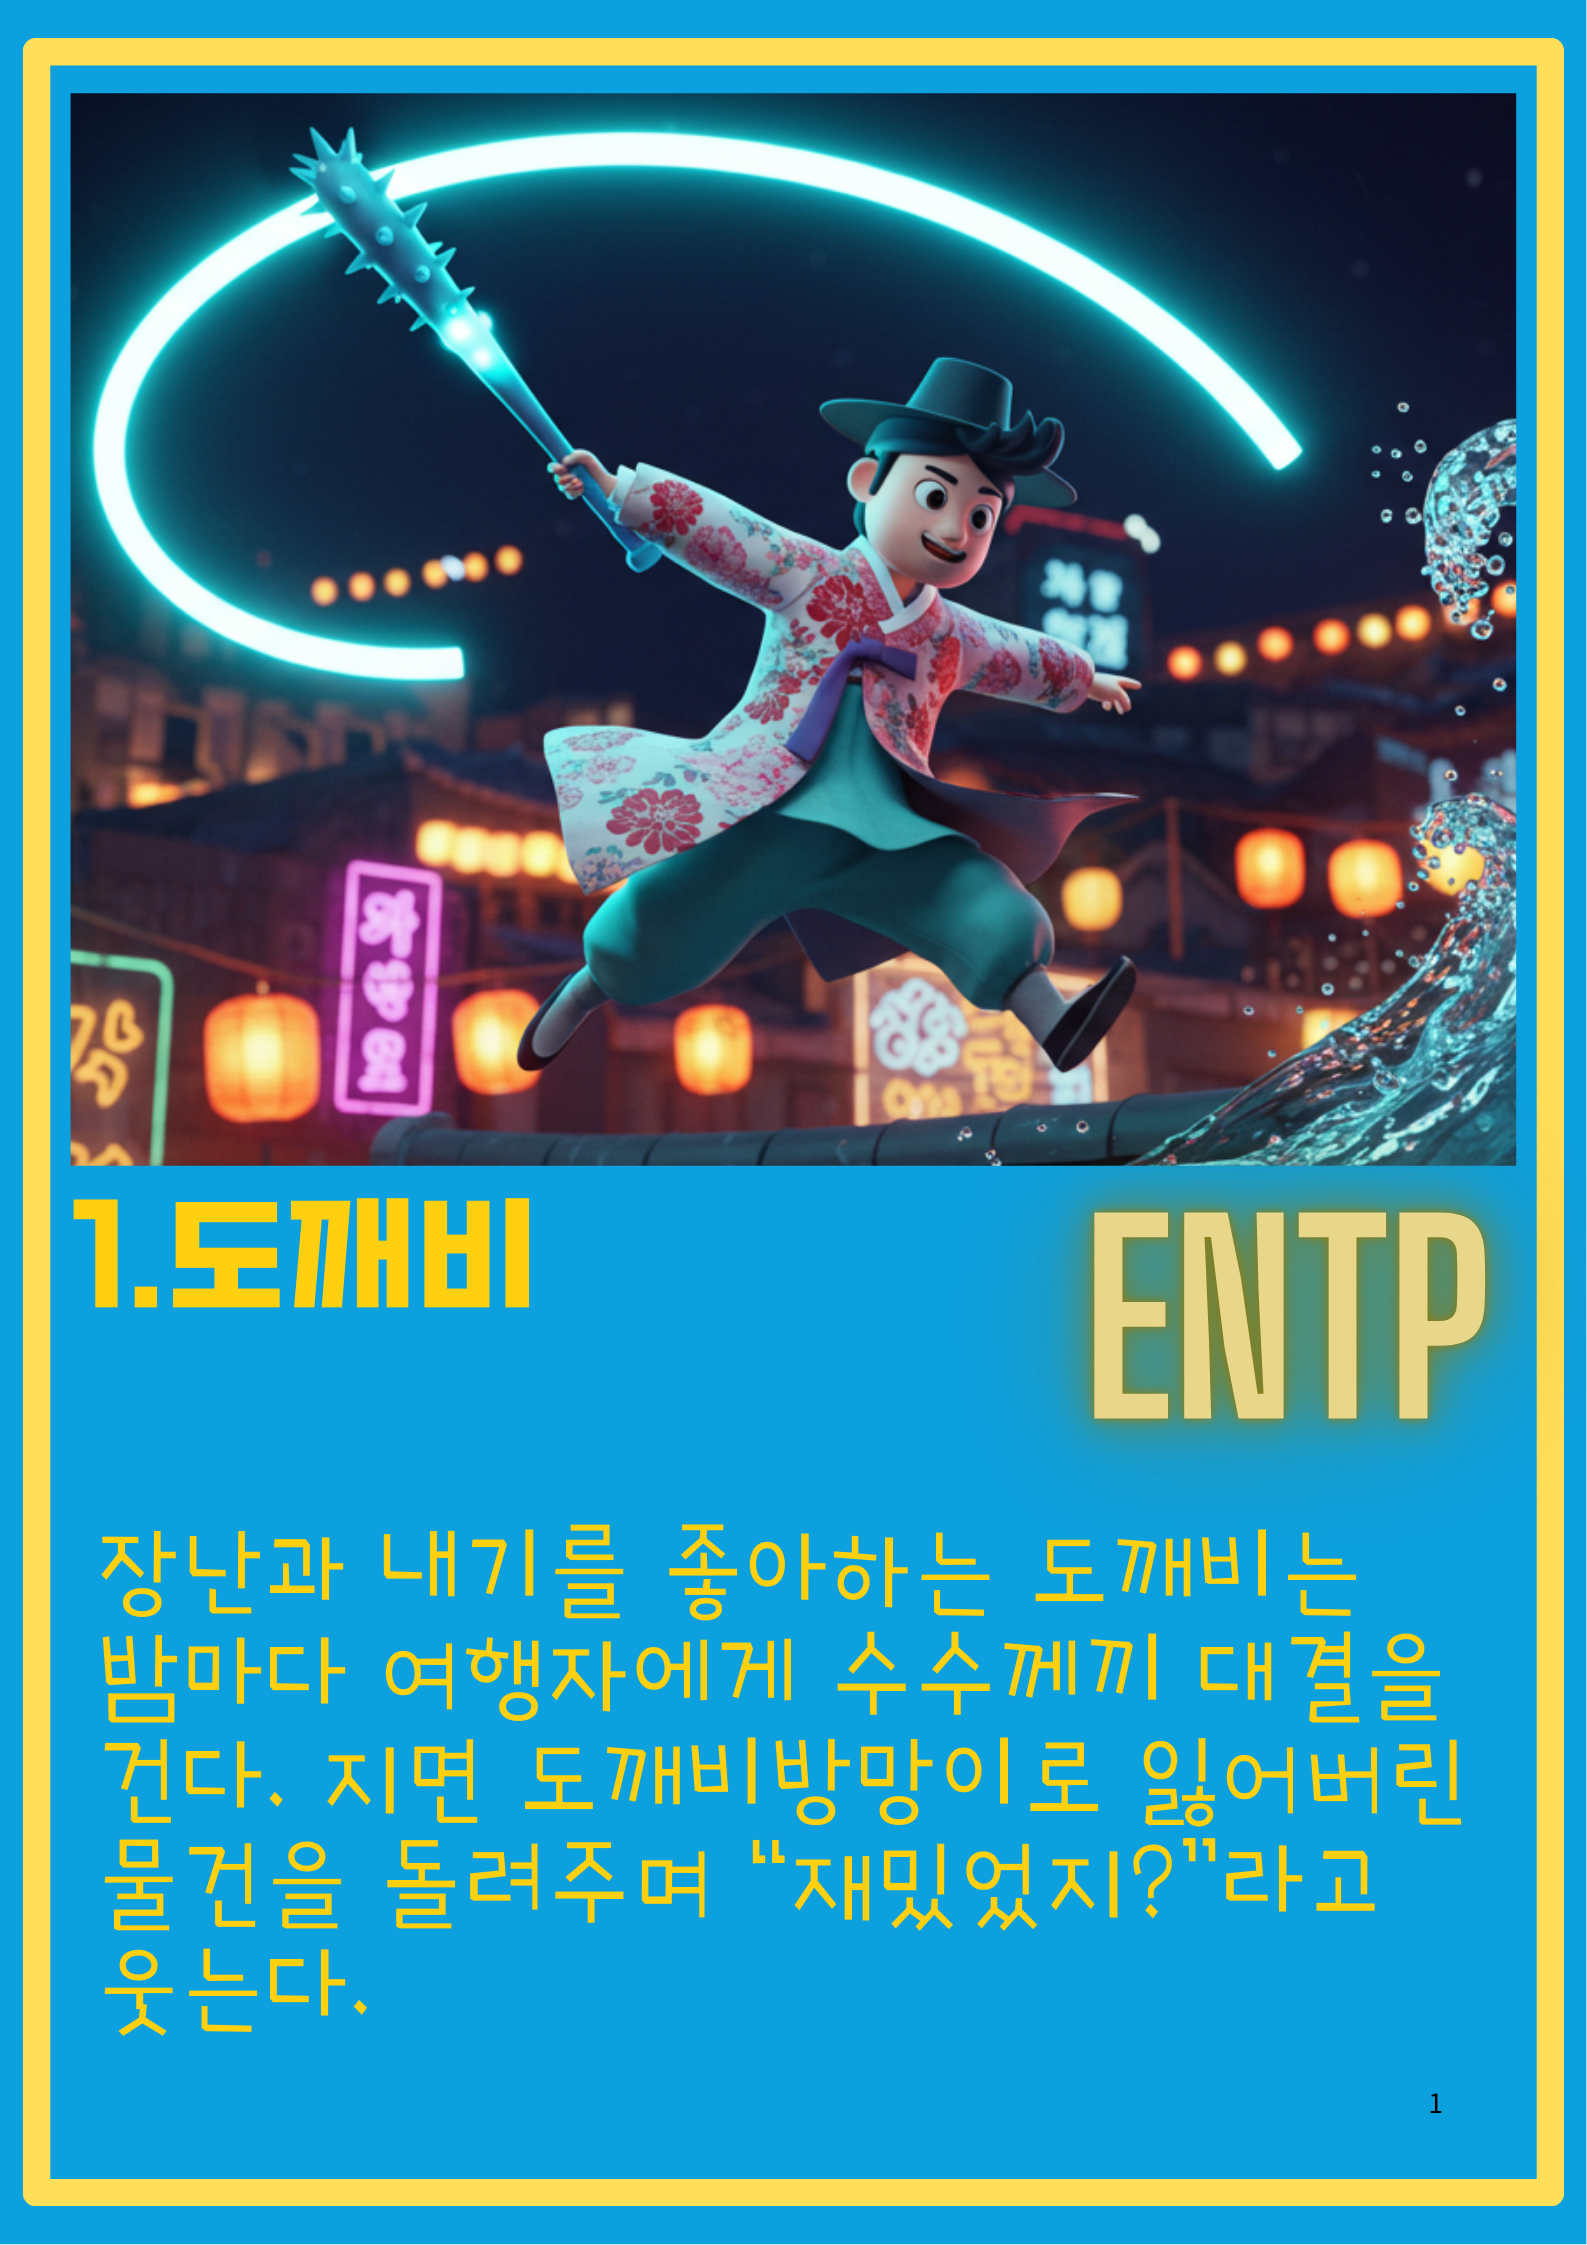 1.도깨비
ENTP
장난과 내기를 좋아하는 도깨비는
밤마다 여행자에게 수수께끼 대결을
건다. 지면 도깨비방망이로 잃어버린
물건을 돌려주며 “재밌었지?”라고
웃는다.
1